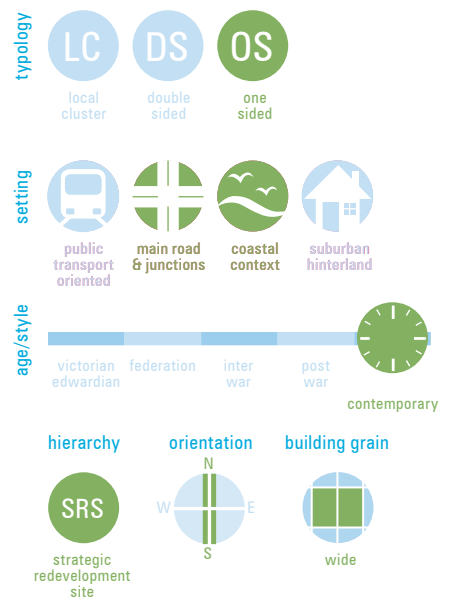 typology
LC DS OS
local
cluster
double
sided
one
sided
setting
public
transport
oriented
main road
& junctions
coastal
context
suburban
hinterland
age/style
victorian
edwardian
federation
inter
war
post
war
contemporary
hierarchy
SRS
strategic
redevelopment
site
orientation
N
W E
S
building grain
wide